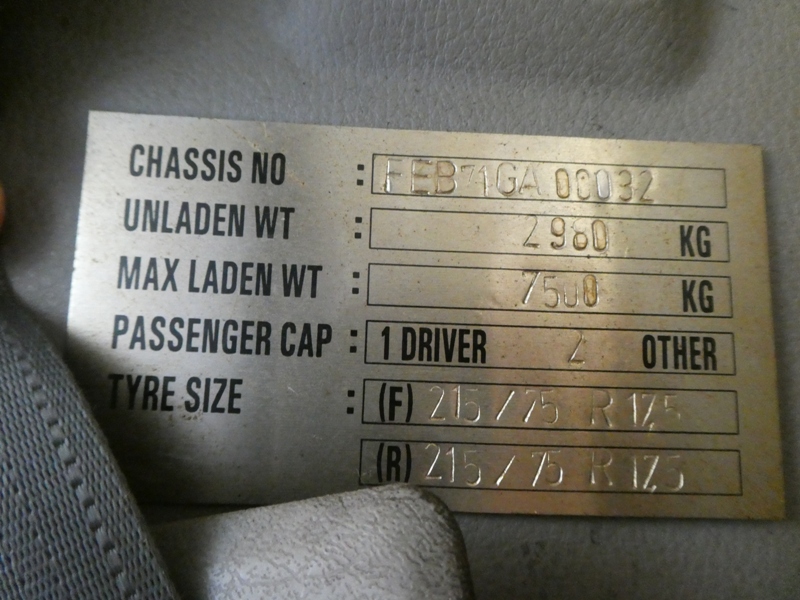 CHASSIS NO : FEB71GA 00032
UNLADEN WT : 2980 KG
MAX LADEN WT : 7500 KG
PASSENGER CAP : 1 DRIVER 2 OTHER
TYRE SIZE : (F) 215/75 R 17,5
(R) 215/75 R 17,5